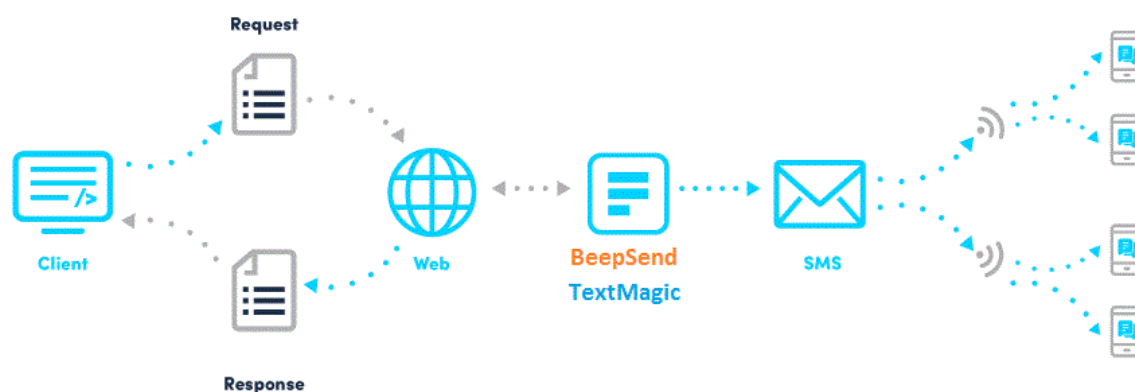 Request
Client
Web
BeepSend
TextMagic
SMS
Response